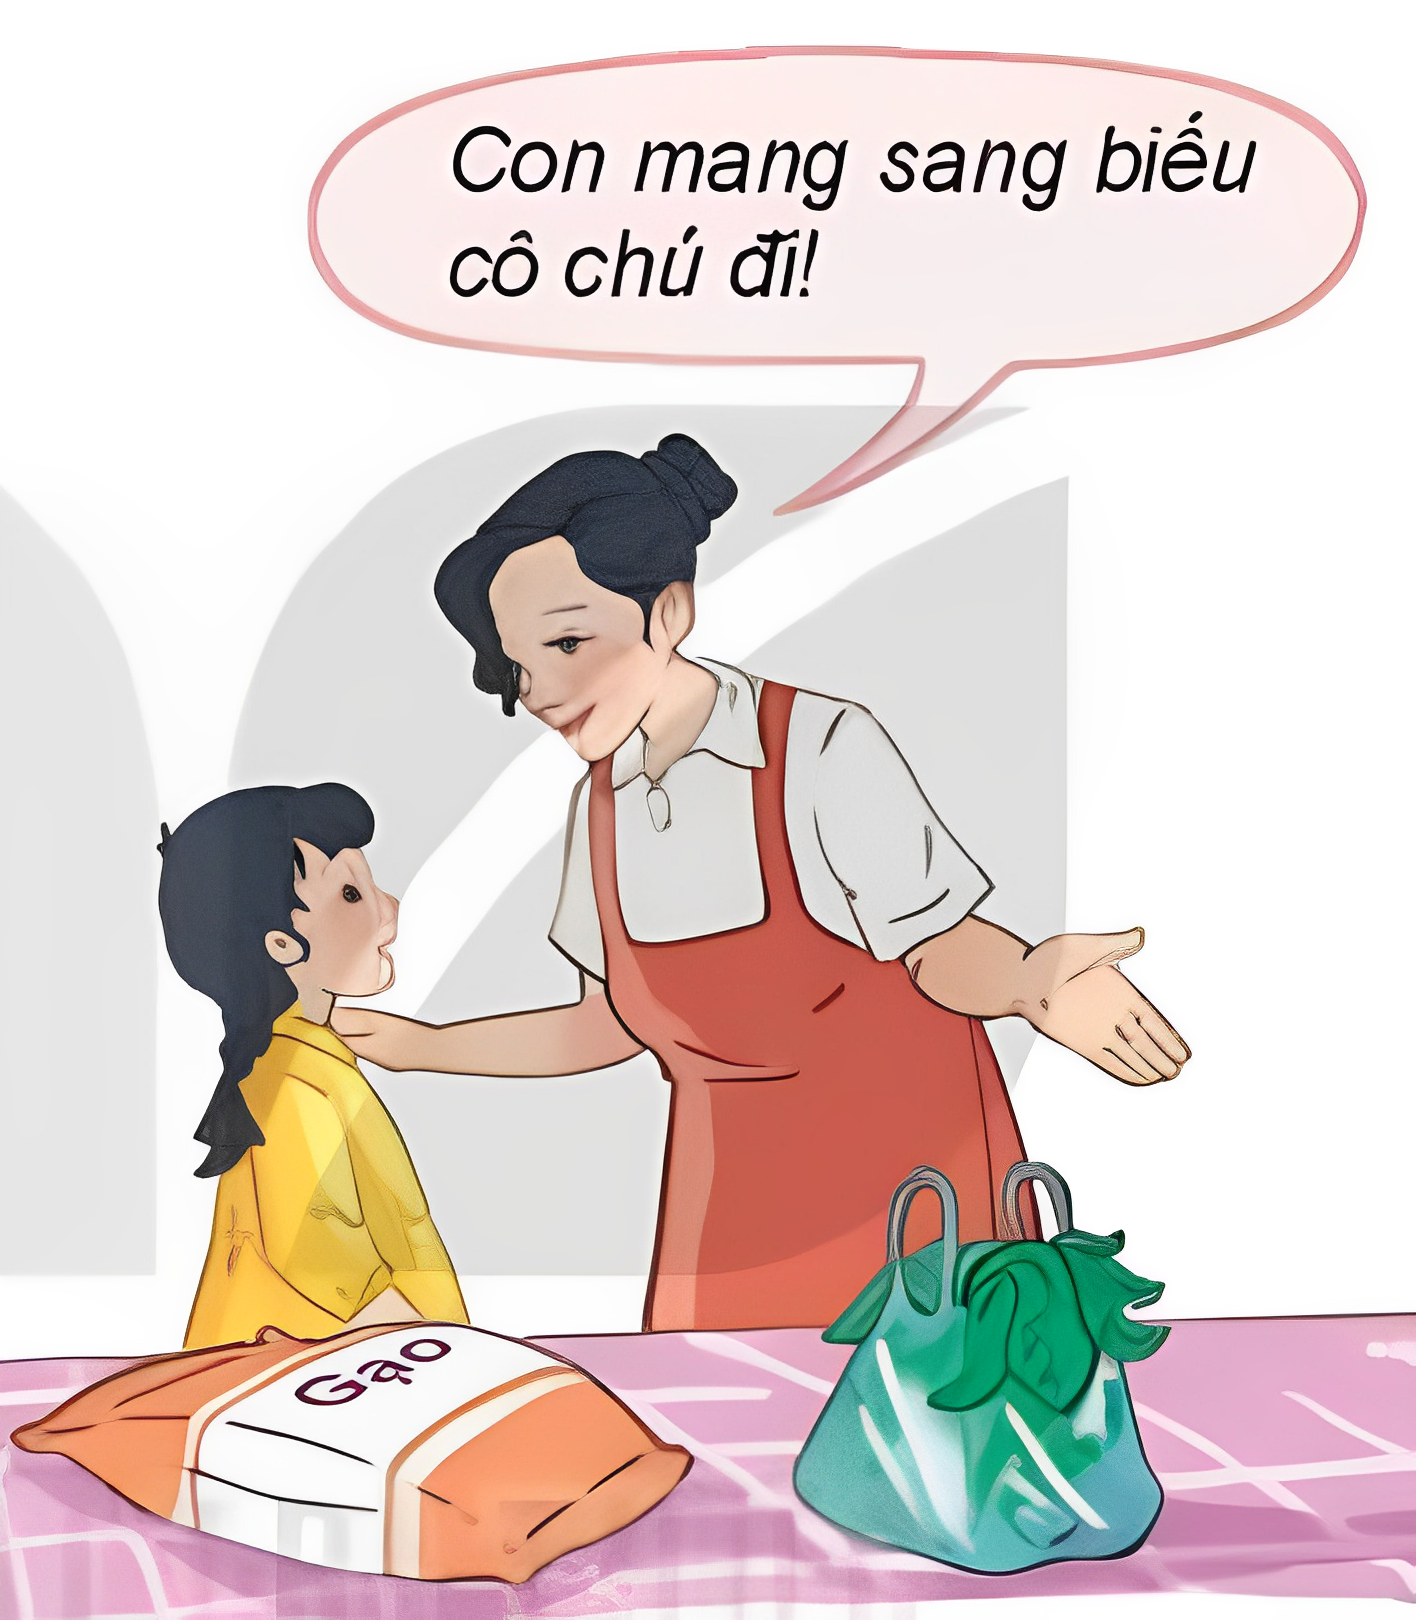 Con mang sang biếu
cô chú đi!
Gạo